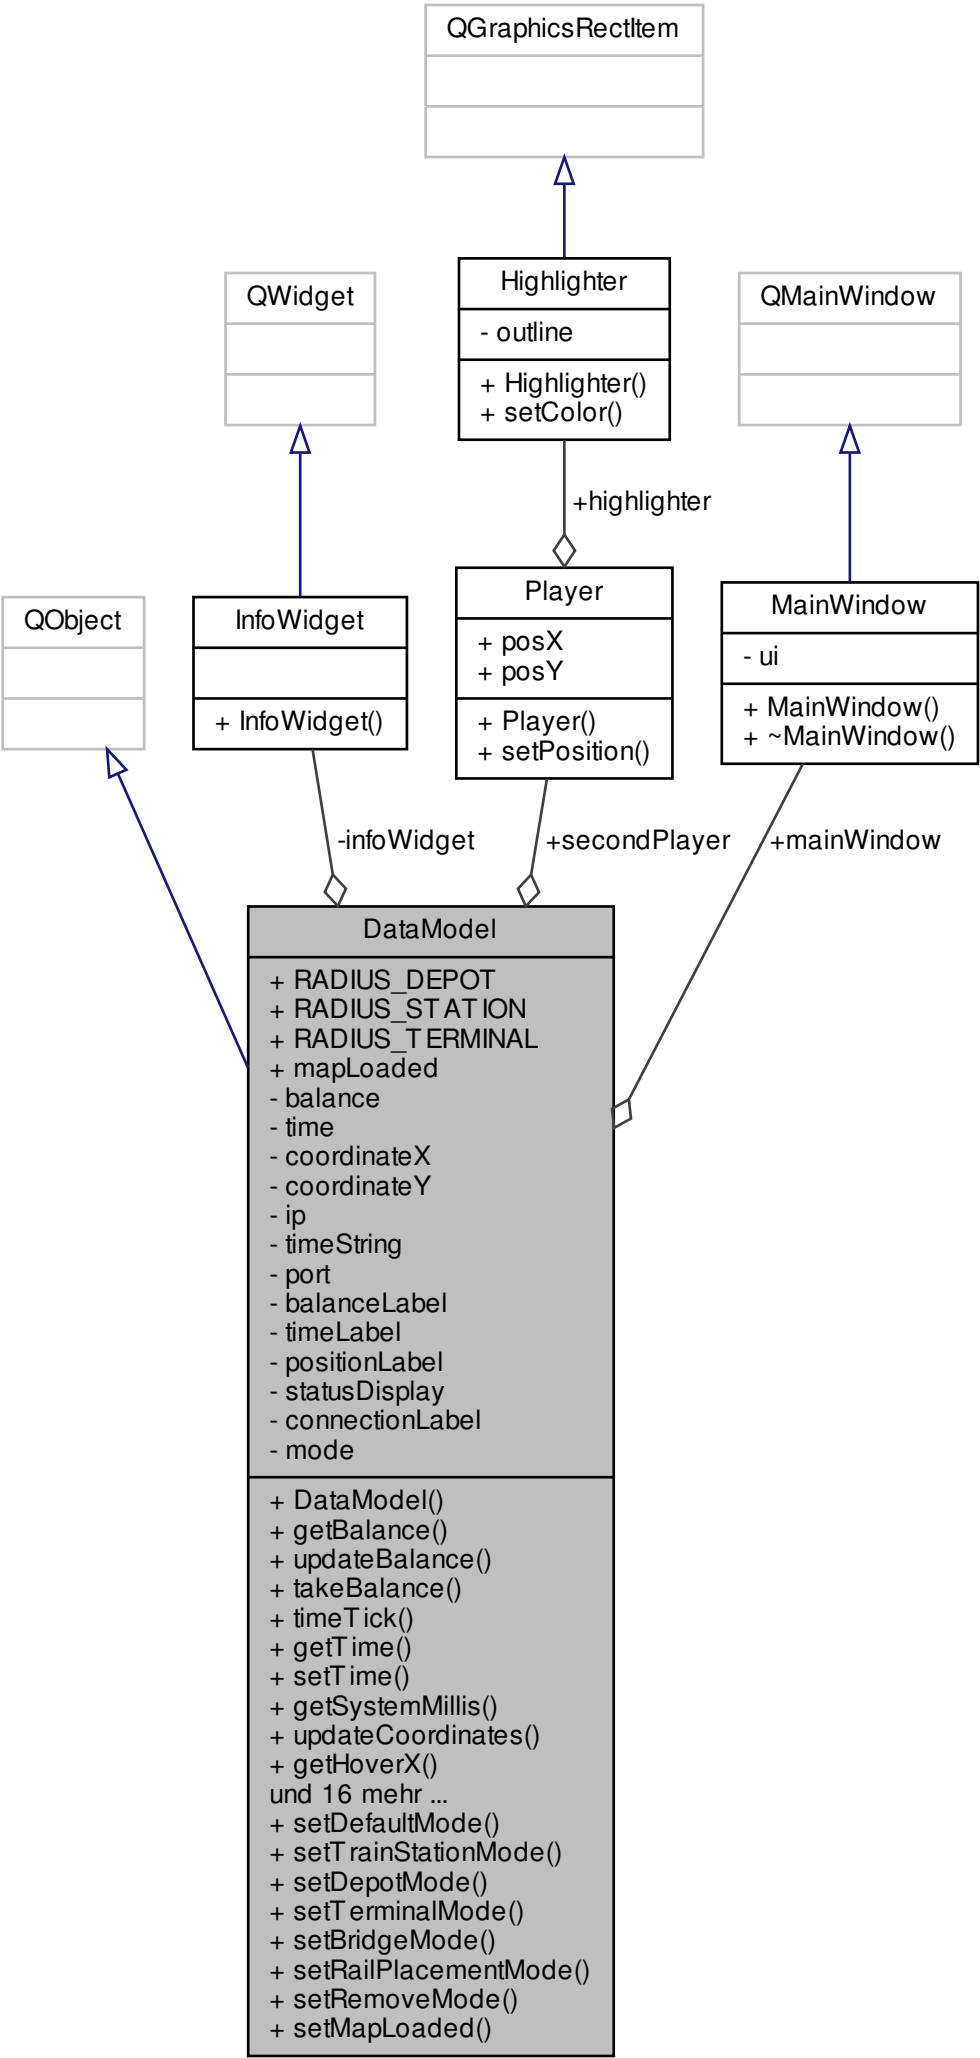 QGraphicsRectItem
Highlighter
- outline
+ Highlighter()
+ setColor()
QWidget
QMainWindow
+highlighter
QObject
InfoWidget
+ InfoWidget()
Player
+ posX
+ posY
+ Player()
+ setPosition()
MainWindow
- ui
+ MainWindow()
+ ~MainWindow()
-infoWidget
+secondPlayer
+mainWindow
DataModel
+ RADIUS_DEPOT
+ RADIUS_STATION
+ RADIUS_TERMINAL
+ mapLoaded
- balance
- time
- coordinateX
- coordinateY
- ip
- timeString
- port
- balanceLabel
- timeLabel
- positionLabel
- statusDisplay
- connectionLabel
- mode
+ DataModel()
+ getBalance()
+ updateBalance()
+ takeBalance()
+ timeTick()
+ getTime()
+ setTime()
+ getSystemMillis()
+ updateCoordinates()
+ getHoverX()
und 16 mehr ...
+ setDefaultMode()
+ setTrainStationMode()
+ setDepotMode()
+ setTerminalMode()
+ setBridgeMode()
+ setRailPlacementMode()
+ setRemoveMode()
+ setMapLoaded()